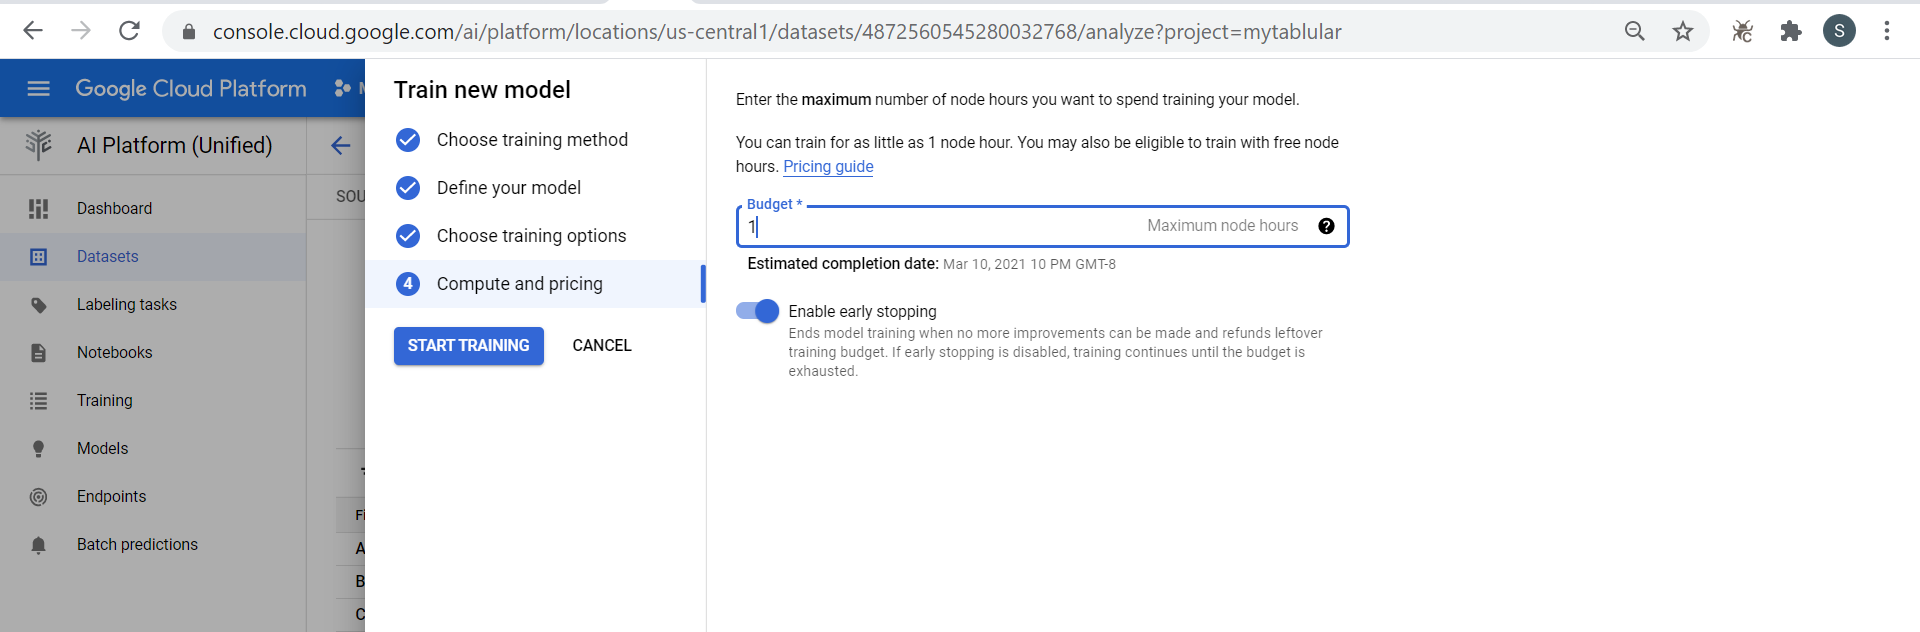 console.cloud.google.com/ai/platform/locations/us-central1/datasets/4872560545280032768/analyze?project=mytablular
S
Google Cloud Platform
AI Platform (Unified)
Dashboard
Datasets
Labeling tasks
Notebooks
Training
Models
Endpoints
Batch predictions
SOU
Fi
A
B
C
Train new model
Choose training method
Define your model
Choose training options
4 Compute and pricing
START TRAINING CANCEL
Enter the maximum number of node hours you want to spend training your model.
You can train for as little as 1 node hour. You may also be eligible to train with free node
hours. Pricing guide
Budget *
1 Maximum node hours ?
Estimated completion date: Mar 10, 2021 10 PM GMT-8
Enable early stopping
Ends model training when no more improvements can be made and refunds leftover
training budget. If early stopping is disabled, training continues until the budget is
exhausted.